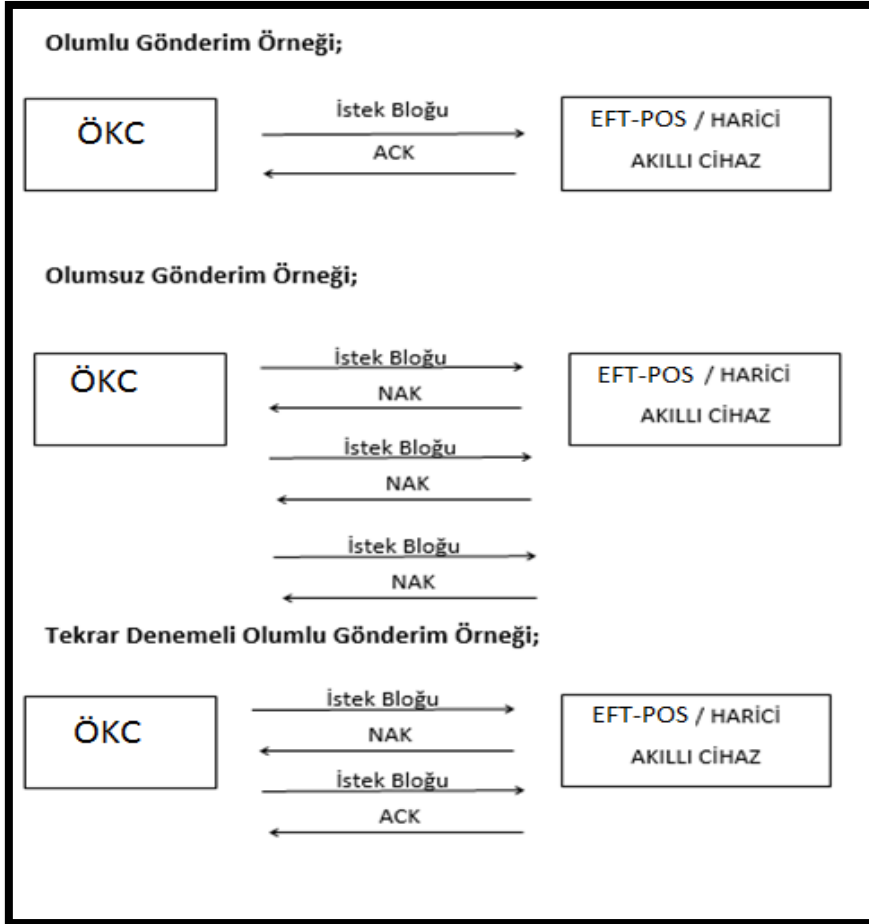 Olumlu Gönderim Örneği;
ÖKC
İstek Bloğu
ACK
EFT-POS / HARİCİ
AKILLI CİHAZ
Olumsuz Gönderim Örneği;
ÖKC
İstek Bloğu
NAK
İstek Bloğu
NAK
İstek Bloğu
NAK
EFT-POS / HARİCİ
AKILLI CİHAZ
Tekrar Denemeli Olumlu Gönderim Örneği;
ÖKC
İstek Bloğu
NAK
İstek Bloğu
ACK
EFT-POS / HARİCİ
AKILLI CİHAZ